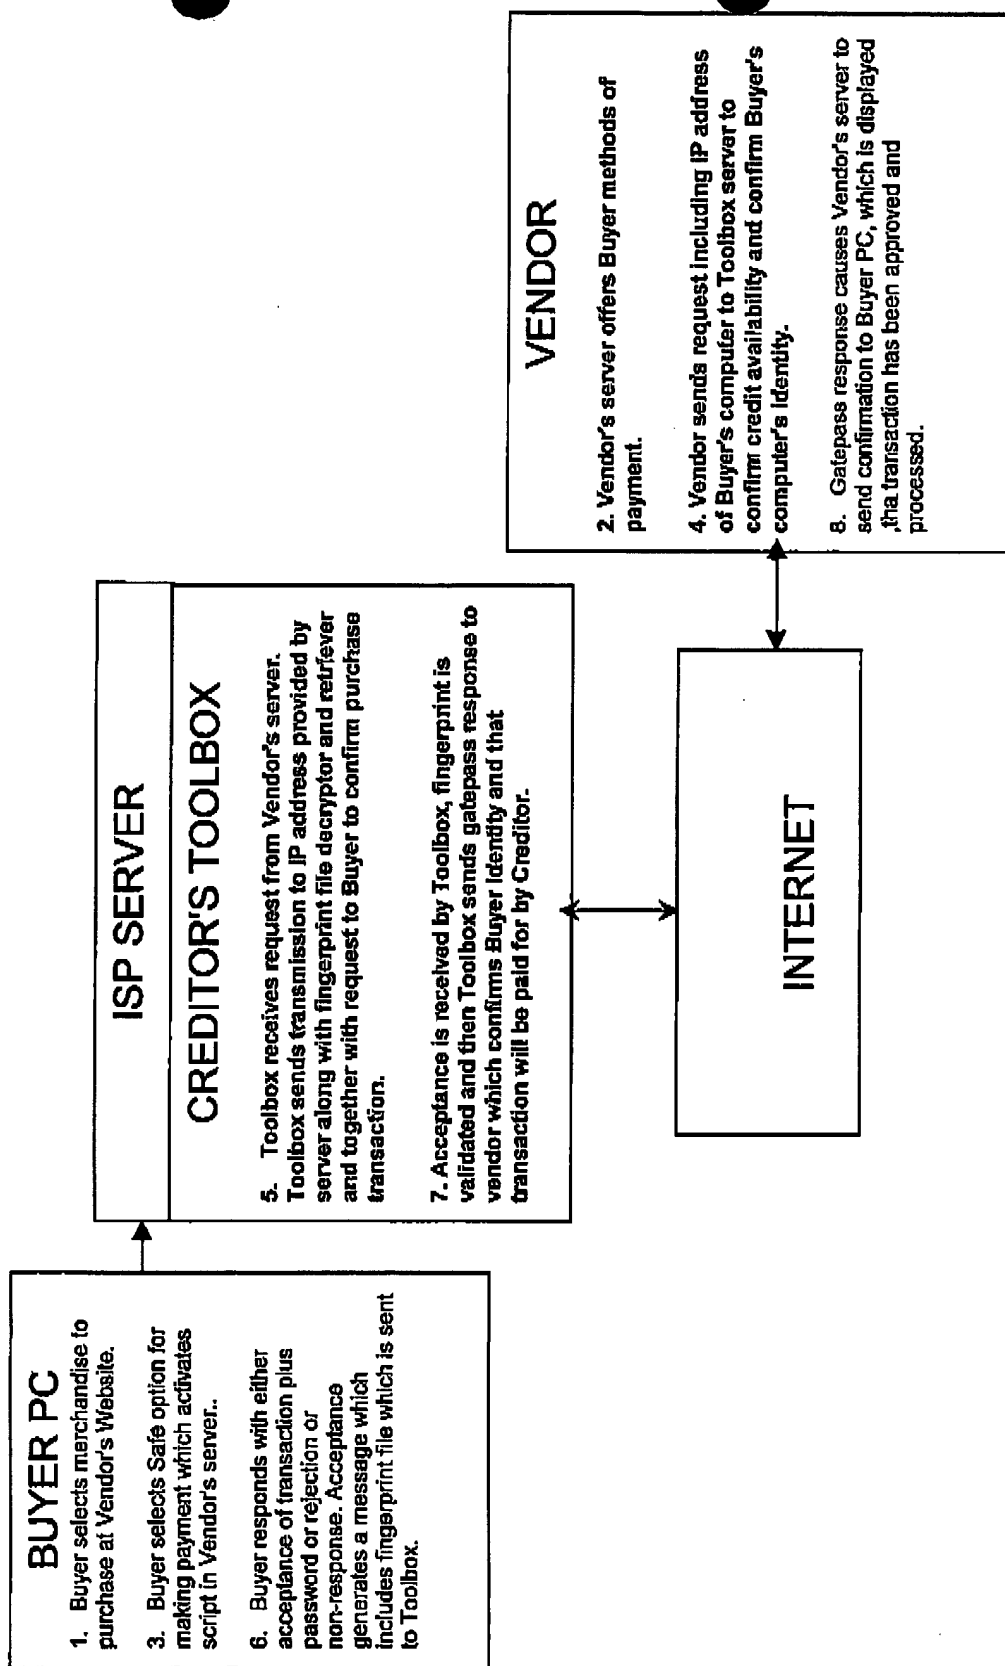 BUYER PC
1. Buyer selects merchandise to
purchase at Vendor's Website.
3. Buyer selects Safe option for
making payment which activates
script in Vendor's server..
6. Buyer responds with either
acceptance of transaction plus
password or rejection or
non-response. Acceptance
generates a message which
includes fingerprint file which is sent
to Toolbox.
ISP SERVER
CREDITOR'S TOOLBOX
5. Toolbox receives request from Vendor's server.
Toolbox sends transmission to IP address provided by
server along with fingerprint file decryptor and retriever
and together with request to Buyer to confirm purchase
transaction.
7. Acceptance is received by Toolbox, fingerprint is
validated and then Toolbox sends gatepass response to
vendor which confirms Buyer Identity and that
transaction will be paid for by Creditor.
INTERNET
VENDOR
2. Vendor's server offers Buyer methods of
payment.
4. Vendor sends request including IP address
of Buyer's computer to Toolbox server to
confirm credit availability and confirm Buyer's
computer's identity.
8. Gatepass response causes Vendor's server to
send confirmation to Buyer PC, which is displayed
,tha transaction has been approved and
processed.